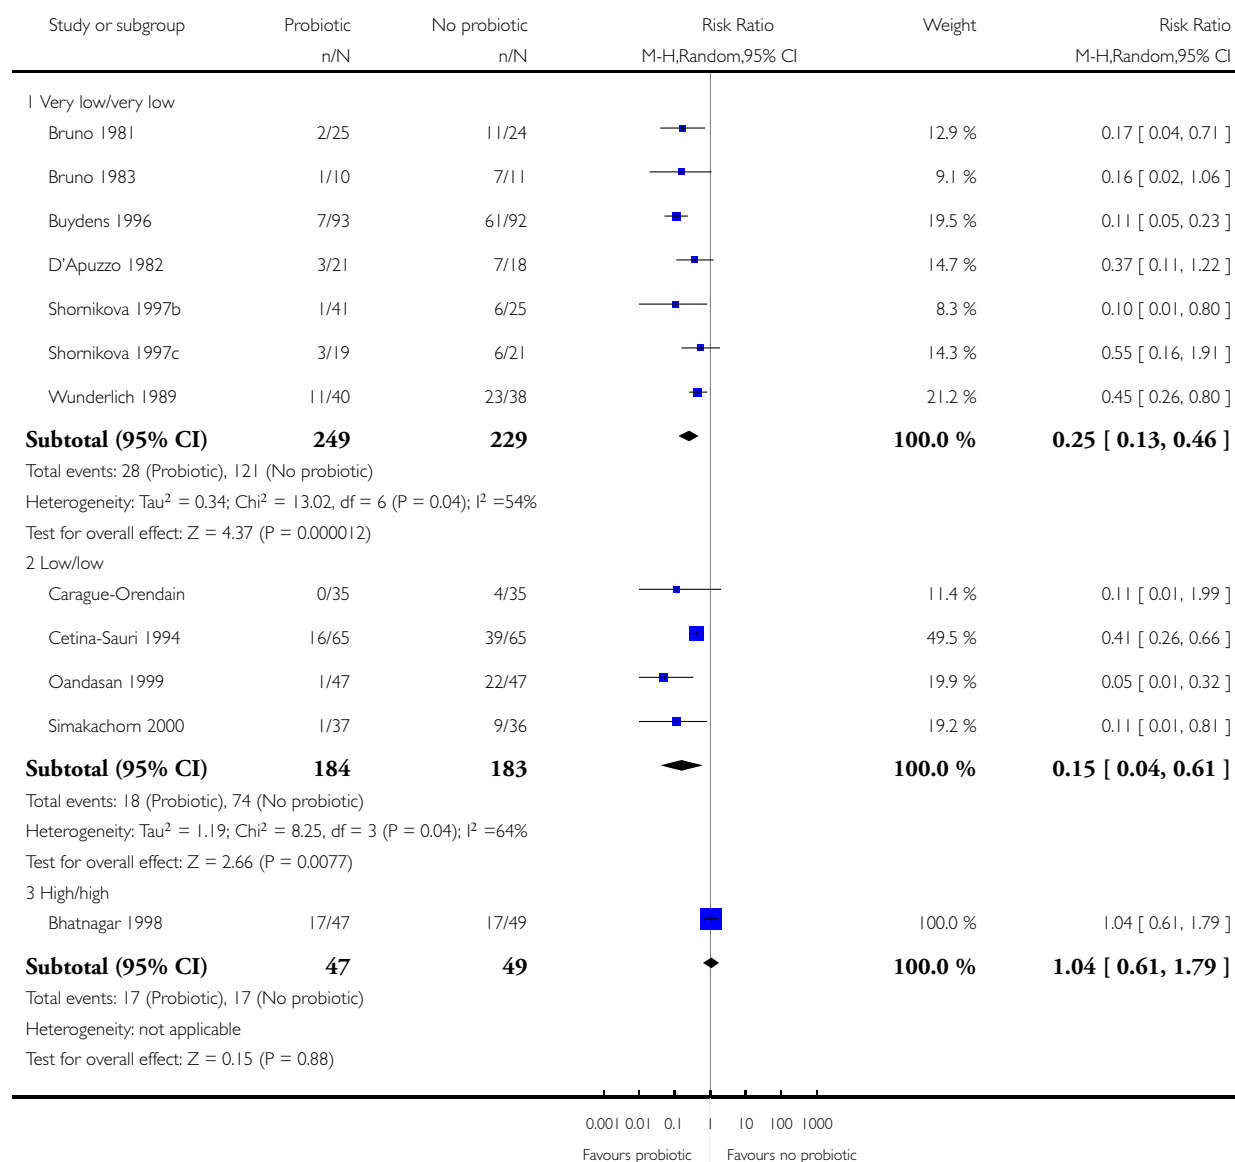 Study or subgroup Probiotic No probiotic Risk Ratio Weight Risk Ratio
n/N n/N M-H,Random,95% CI M-H,Random,95% CI
1 Very low/very low
Bruno 1981 2/25 11/24 12.9 % 0.17 [ 0.04, 0.71 ]
Bruno 1983 1/10 7/11 9.1 % 0.16 [ 0.02, 1.06 ]
Buydens 1996 7/93 61/92 19.5 % 0.11 [ 0.05, 0.23 ]
D'Apuzzo 1982 3/21 7/18 14.7 % 0.37 [ 0.11, 1.22 ]
Shornikova 1997b 1/41 6/25 8.3 % 0.10 [ 0.01, 0.80 ]
Shornikova 1997c 3/19 6/21 14.3 % 0.55 [ 0.16, 1.91 ]
Wunderlich 1989 11/40 23/38 21.2 % 0.45 [ 0.26, 0.80 ]
Subtotal (95% CI) 249 229 100.0 % 0.25 [ 0.13, 0.46 ]
Total events: 28 (Probiotic), 121 (No probiotic)
Heterogeneity: Tau² = 0.34; Chi² = 13.02, df = 6 (P = 0.04); I² =54%
Test for overall effect: Z = 4.37 (P = 0.000012)
2 Low/low
Carague-Orendain 0/35 4/35 11.4 % 0.11 [ 0.01, 1.99 ]
Cetina-Sauri 1994 16/65 39/65 49.5 % 0.41 [ 0.26, 0.66 ]
Oandasan 1999 1/47 22/47 19.9 % 0.05 [ 0.01, 0.32 ]
Simakachorn 2000 1/37 9/36 19.2 % 0.11 [ 0.01, 0.81 ]
Subtotal (95% CI) 184 183 100.0 % 0.15 [ 0.04, 0.61 ]
Total events: 18 (Probiotic), 74 (No probiotic)
Heterogeneity: Tau² = 1.19; Chi² = 8.25, df = 3 (P = 0.04); I² =64%
Test for overall effect: Z = 2.66 (P = 0.0077)
3 High/high
Bhatnagar 1998 17/47 17/49 100.0 % 1.04 [ 0.61, 1.79 ]
Subtotal (95% CI) 47 49 100.0 % 1.04 [ 0.61, 1.79 ]
Total events: 17 (Probiotic), 17 (No probiotic)
Heterogeneity: not applicable
Test for overall effect: Z = 0.15 (P = 0.88)
0.001 0.01 0.1 1 10 100 1000
Favours probiotic Favours no probiotic